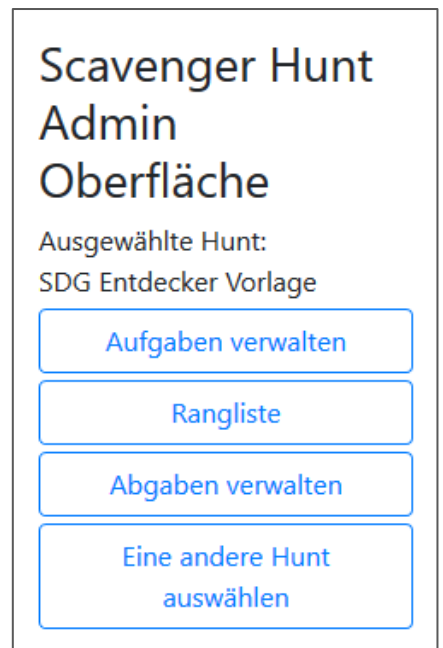 Scavenger Hunt
Admin
Oberfläche
Ausgewählte Hunt:
SDG Entdecker Vorlage
Aufgaben verwalten
Rangliste
Abgaben verwalten
Eine andere Hunt
auswählen